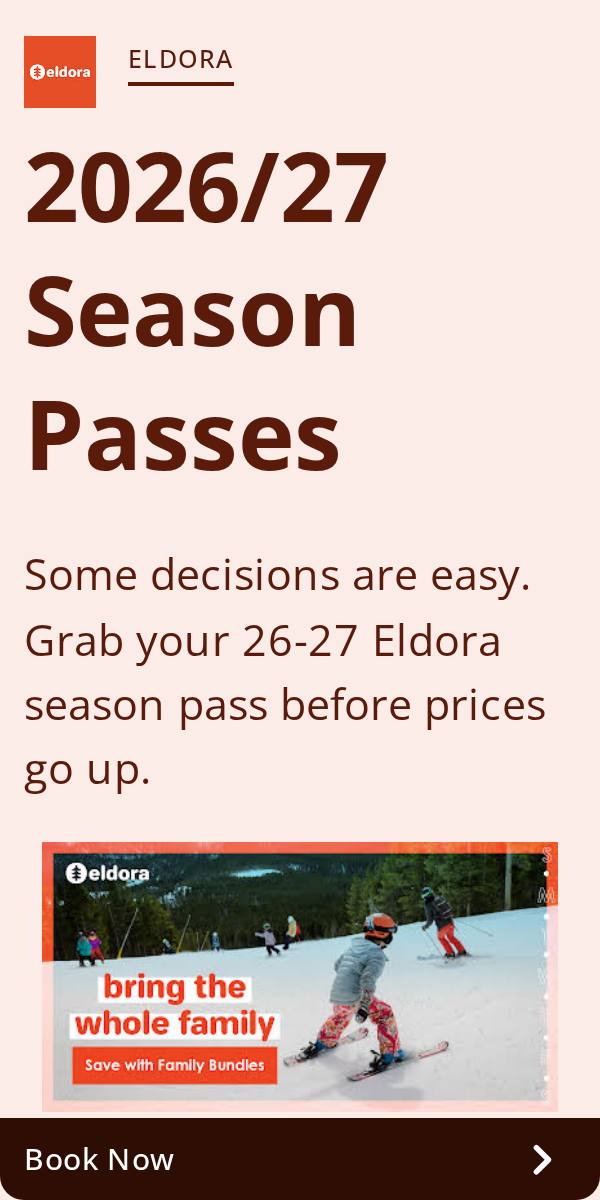 eldora
ELDORA
2026/27
Season
Passes
Some decisions are easy.
Grab your 26-27 Eldora
season pass before prices
go up.
eldora
bring the
whole family
Save with Family Bundles
Book Now